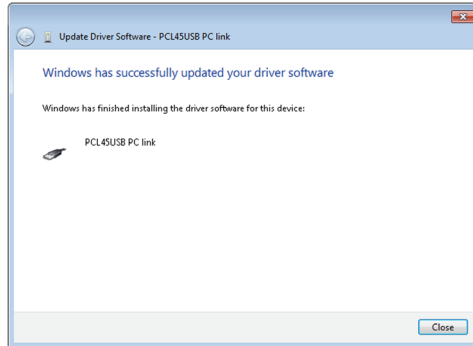 Update Driver Software - PCL45USB PC link
Windows has successfully updated your driver software
Windows has finished installing the driver software for this device:
PCL45USB PC link
Close